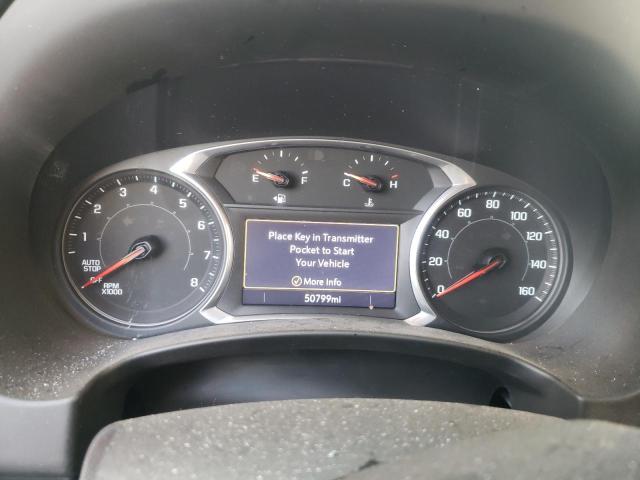 E F
C H
1 2 3 4 5 6 7 8
AUTO
STOP
OFF
RPM
X1000
Place Key in Transmitter
Pocket to Start
Your Vehicle
More Info
50799mi
0 20 40 60 80 100 120 140 160